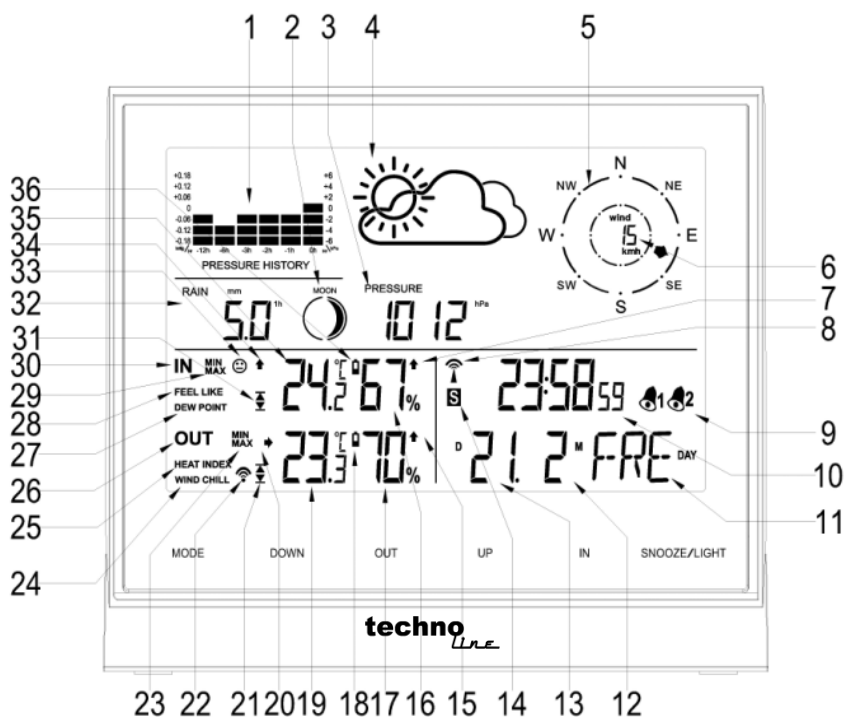 1 2 3 4 5
36
35
34
33
32
31
30
29
28
27
26
25
24
+0.18 +6
+0.12 +4
+0.06 +2
0 0
-0.06 -2
-0.12 -4
-0.18 -6
-12h -6h -3h -2h -1h 0h
PRESSURE HISTORY
RAIN mm MOON PRESSURE
5.0 1h 1012 hPa
N
NW NE
wind
W 15 E
kmh
SW SE
S
6
7
8
9
10
11
IN MIN MAX 24.2 °C 67 %
FEEL LIKE
DEW POINT
OUT MIN MAX 23.3 °C 70 %
HEAT INDEX
WIND CHILL
S 23:58 59 1 2
D 21. 2 M FRE DAY
MODE DOWN OUT UP IN SNOOZE/LIGHT
techno
line
23 22 21 20 19 18 17 16 15 14 13 12